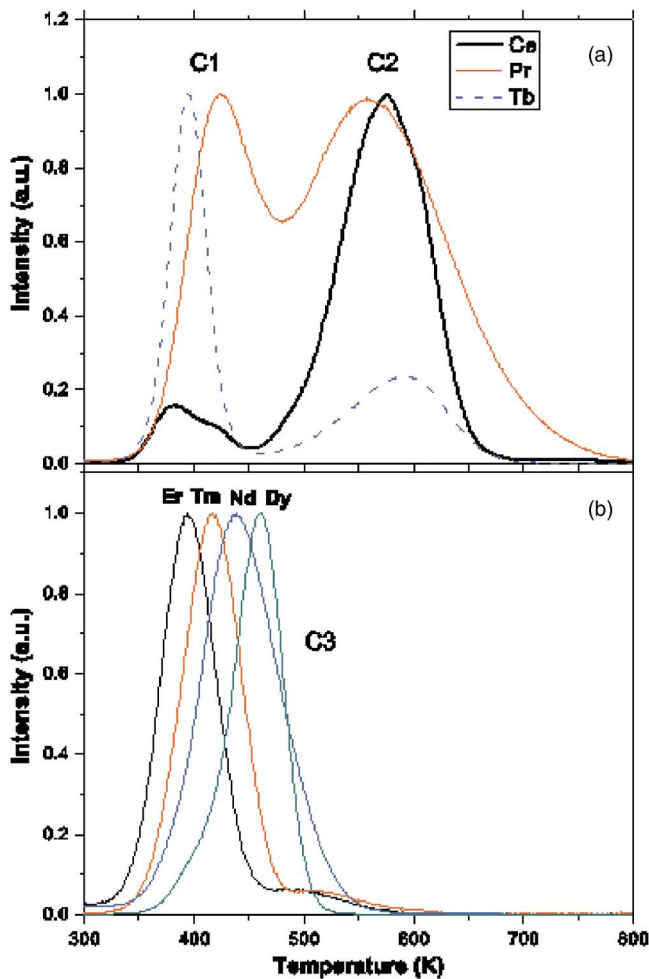 1.2
(a)
C1
C2
Ce
Pr
Tb
1.0
0.8
0.6
0.4
0.2
0.0
Intensity (a.u.)
(b)
Er Tm Nd Dy
C3
1.0
0.8
0.6
0.4
0.2
0.0
Intensity (a.u.)
300 400 500 600 700 800
Temperature (K)